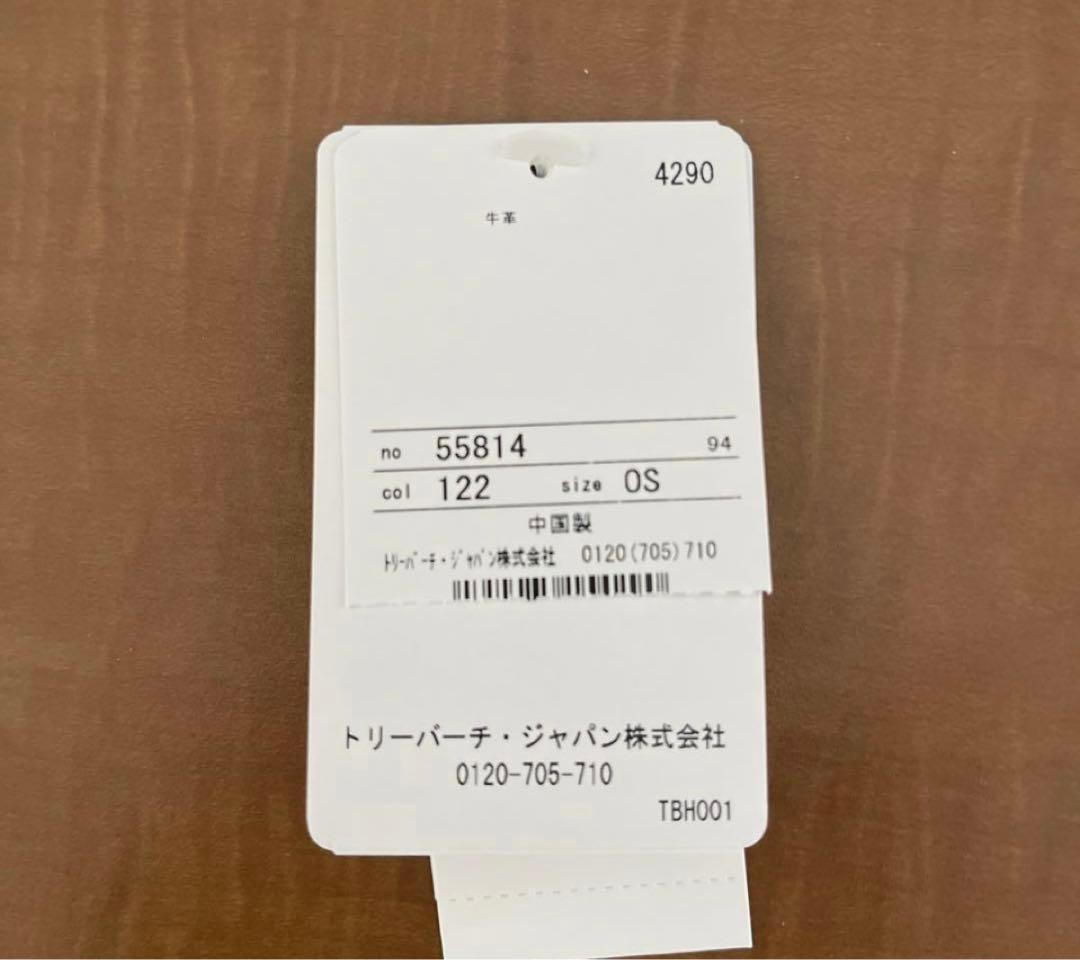 4290
牛革
no 55814 94
col 122 size OS
中国製
ﾄﾘｰﾊﾞｰﾁ・ｼﾞｬﾊﾟﾝ株式会社 0120(705)710
トリーバーチ・ジャパン株式会社
0120-705-710
TBH001